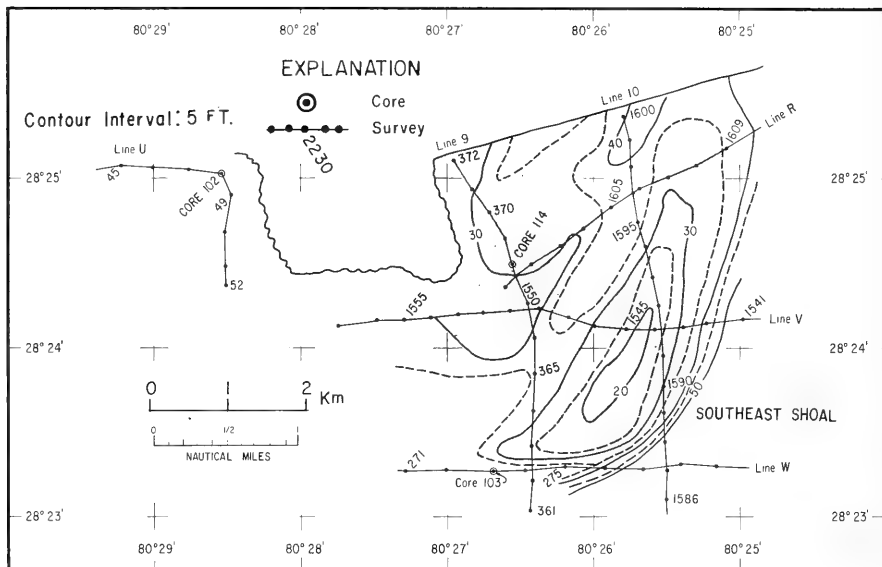 80°29' 80°28' 80°27' 80°26' 80°25'
EXPLANATION
Core
Survey
2230
Contour Interval: 5 FT.
Line U
45
CORE 102
49
52
28°25'
28°25'
Line 9
372
370
30
CORE 114
Line 10
1600
40
Line R
1609
1605
1595
30
1555
1550
1545
1541
Line V
28°24'
28°24'
365
1590
20
50
SOUTHEAST SHOAL
0 1 2
Km
0 1/2 1
NAUTICAL MILES
271
Core 103
275
Line W
361
1586
28°23'
28°23'
80°29' 80°28' 80°27' 80°26' 80°25'